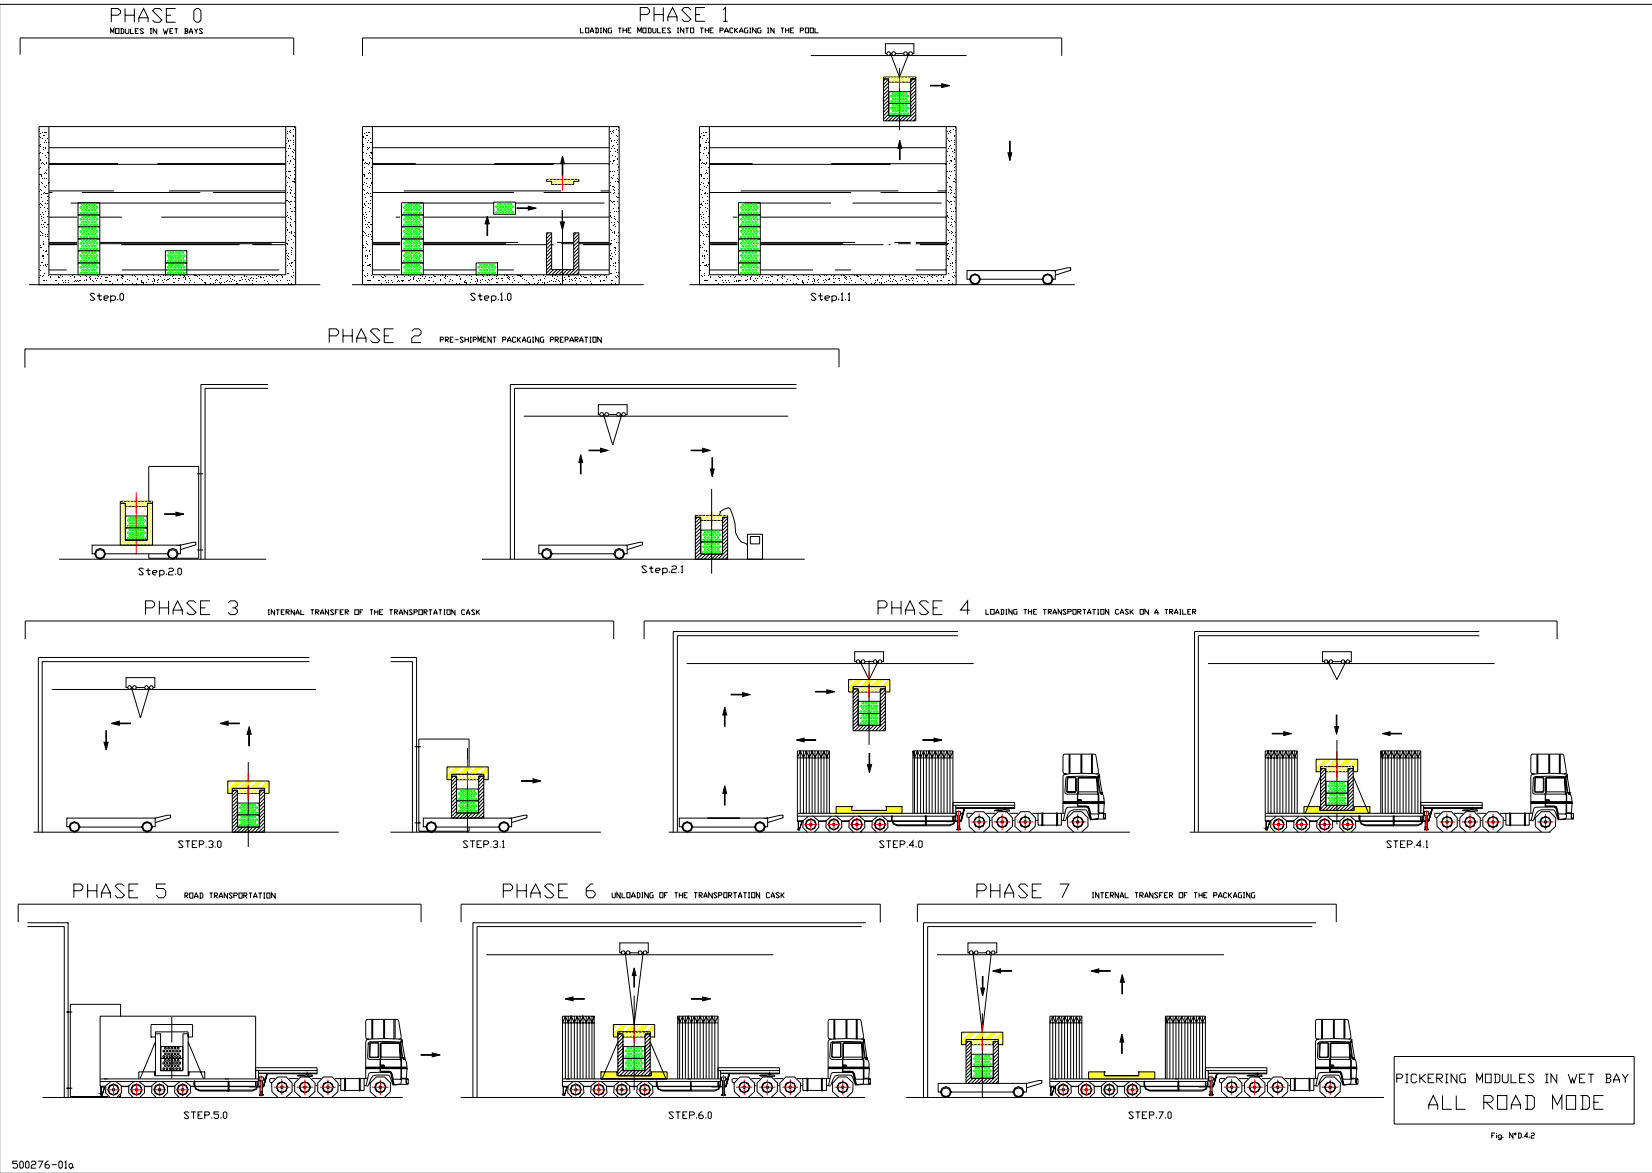 PHASE 0
MODULES IN WET BAYS
PHASE 1
LOADING THE MODULES INTO THE PACKAGING IN THE POOL
Step.0
Step.1.0
Step.1.1
PHASE 2 PRE-SHIPMENT PACKAGING PREPARATION
Step.2.0
Step.2.1
PHASE 3 INTERNAL TRANSFER OF THE TRANSPORTATION CASK
PHASE 4 LOADING THE TRANSPORTATION CASK ON A TRAILER
STEP.3.0
STEP.3.1
STEP.4.0
STEP.4.1
PHASE 5 ROAD TRANSPORTATION
PHASE 6 UNLOADING OF THE TRANSPORTATION CASK
PHASE 7 INTERNAL TRANSFER OF THE PACKAGING
STEP.5.0
STEP.6.0
STEP.7.0
PICKERING MODULES IN WET BAY
ALL ROAD MODE
Fig. N°D.4.2
500276-01a